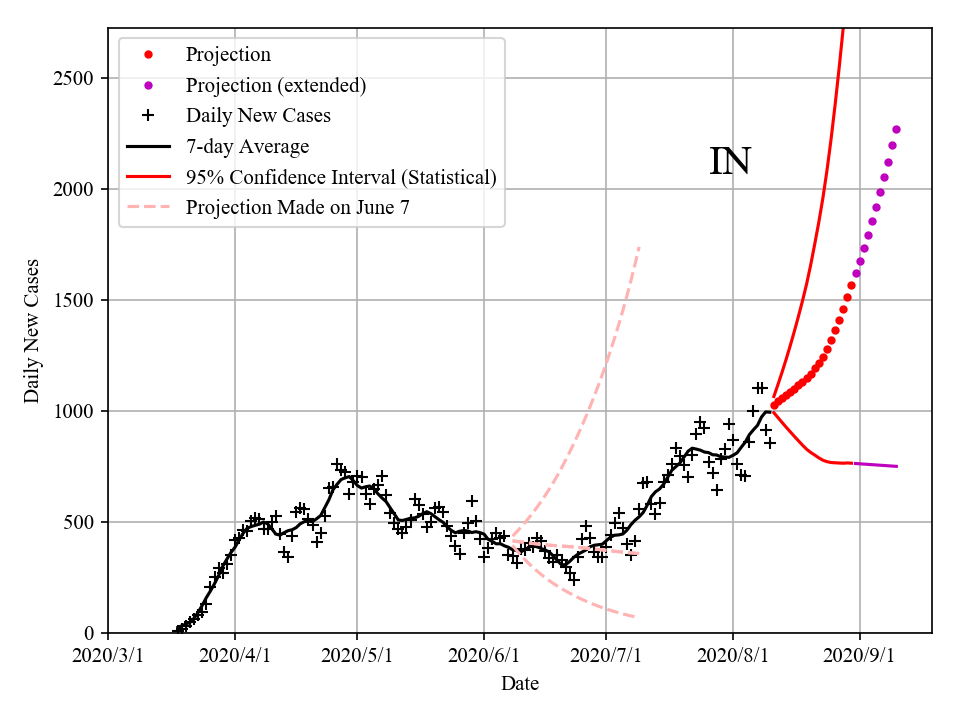 Projection
Projection (extended)
Daily New Cases
7-day Average
95% Confidence Interval (Statistical)
Projection Made on June 7
IN
2500
2000
1500
1000
500
0
Daily New Cases
2020/3/1 2020/4/1 2020/5/1 2020/6/1 2020/7/1 2020/8/1 2020/9/1
Date